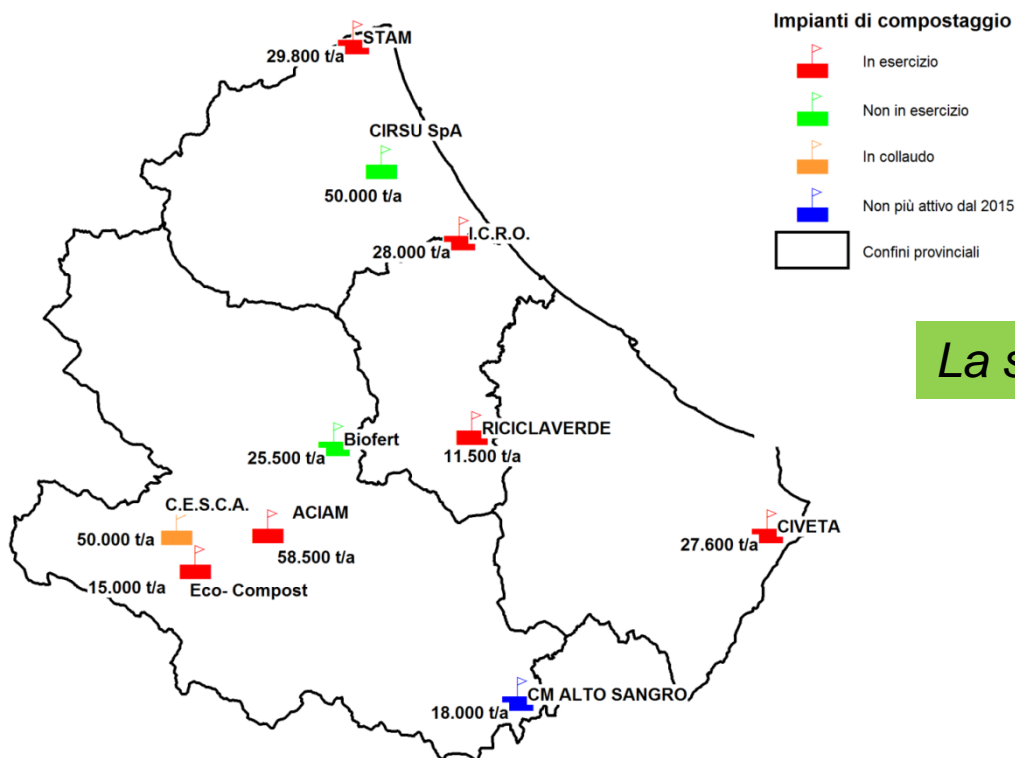 STAM
29.800 t/a
CIRSU SpA
50.000 t/a
I.C.R.O.
28.000 t/a
Biofert
25.500 t/a
RICICLAVERDE
11.500 t/a
C.E.S.C.A.
50.000 t/a
ACIAM
58.500 t/a
15.000 t/a
Eco- Compost
CIVETA
27.600 t/a
CM ALTO SANGRO
18.000 t/a
Impianti di compostaggio
In esercizio
Non in esercizio
In collaudo
Non più attivo dal 2015
Confini provinciali
La s